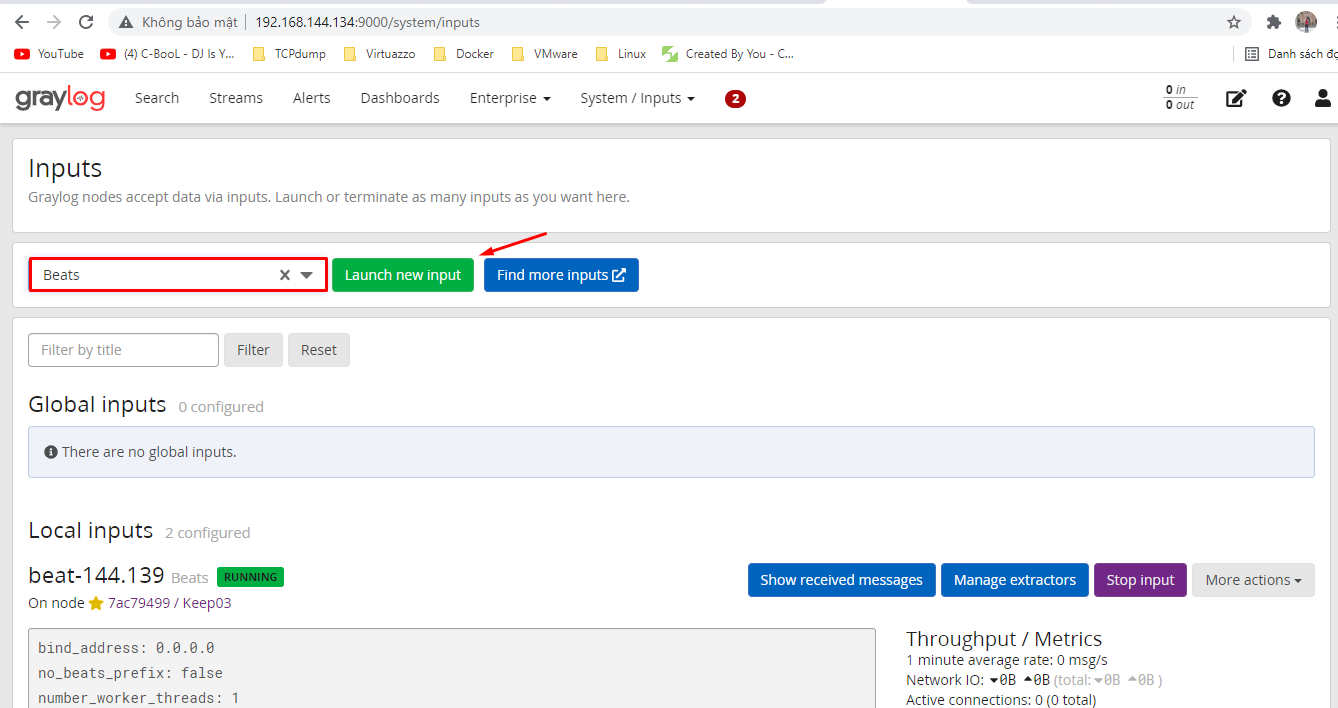 Không bảo mật 192.168.144.134:9000/system/inputs
YouTube (4) C-BooL - DJ Is Y... TCPdump Virtuazzo Docker VMware Linux Created By You - C... Danh sách đọ
graylog Search Streams Alerts Dashboards Enterprise System / Inputs 2 0 in
0 out
Inputs
Graylog nodes accept data via inputs. Launch or terminate as many inputs as you want here.
Beats Launch new input Find more inputs
Filter by title Filter Reset
Global inputs 0 configured
There are no global inputs.
Local inputs 2 configured
beat-144.139 Beats RUNNING Show received messages Manage extractors Stop input More actions
On node 7ac79499 / Keep03
bind_address: 0.0.0.0
no_beats_prefix: false
number_worker_threads: 1
Throughput / Metrics
1 minute average rate: 0 msg/s
Network IO: 0B 0B (total: 0B 0B )
Active connections: 0 (0 total)